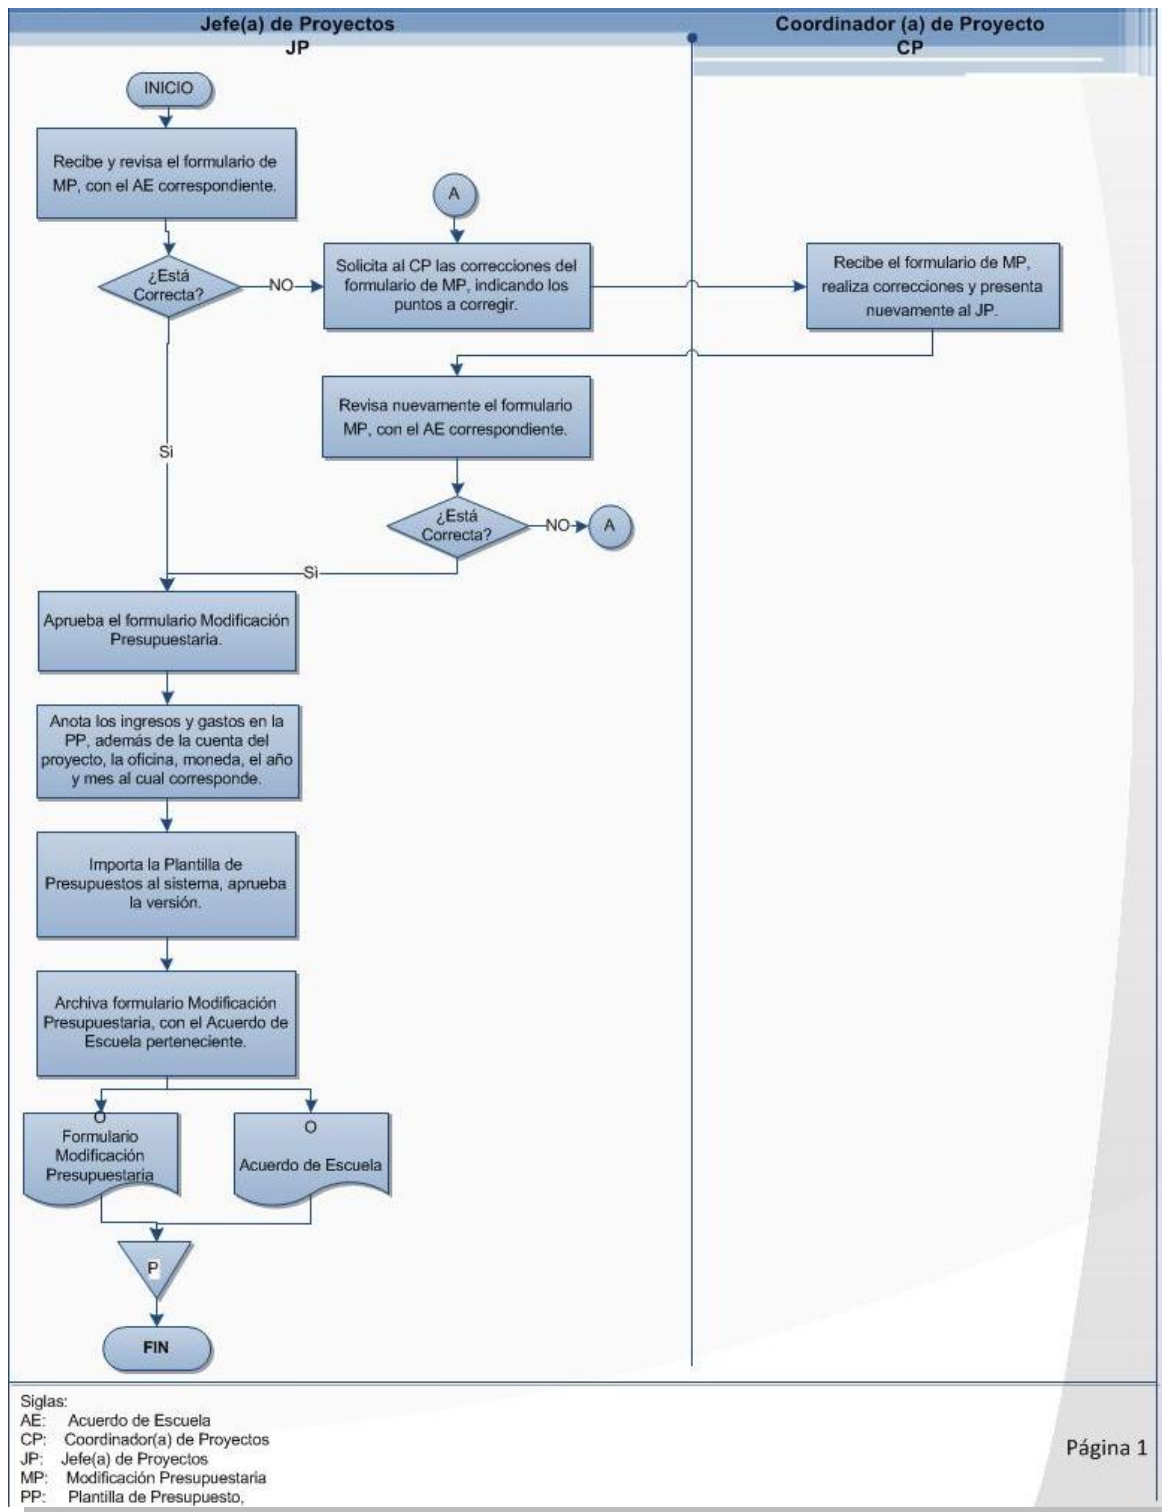 Jefe(a) de Proyectos
JP
Coordinador (a) de Proyecto
CP
INICIO
Recibe y revisa el formulario de
MP, con el AE correspondiente.
A
¿Está
Correcta?
NO
Solicita al CP las correcciones del
formulario de MP, indicando los
puntos a corregir.
Recibe el formulario de MP,
realiza correcciones y presenta
nuevamente al JP.
Revisa nuevamente el formulario
MP, con el AE correspondiente.
Sì
¿Está
Correcta?
NO
A
Sì
Aprueba el formulario Modificación
Presupuestaria.
Anota los ingresos y gastos en la
PP, además de la cuenta del
proyecto, la oficina, moneda, el año
y mes al cual corresponde.
Importa la Plantilla de
Presupuestos al sistema, aprueba
la versión.
Archiva formulario Modificación
Presupuestaria, con el Acuerdo de
Escuela perteneciente.
O
Formulario
Modificación
Presupuestaria
O
Acuerdo de Escuela
P
FIN
Siglas:
AE: Acuerdo de Escuela
CP: Coordinador(a) de Proyectos
JP: Jefe(a) de Proyectos
MP: Modificación Presupuestaria
PP: Plantilla de Presupuesto,
Página 1